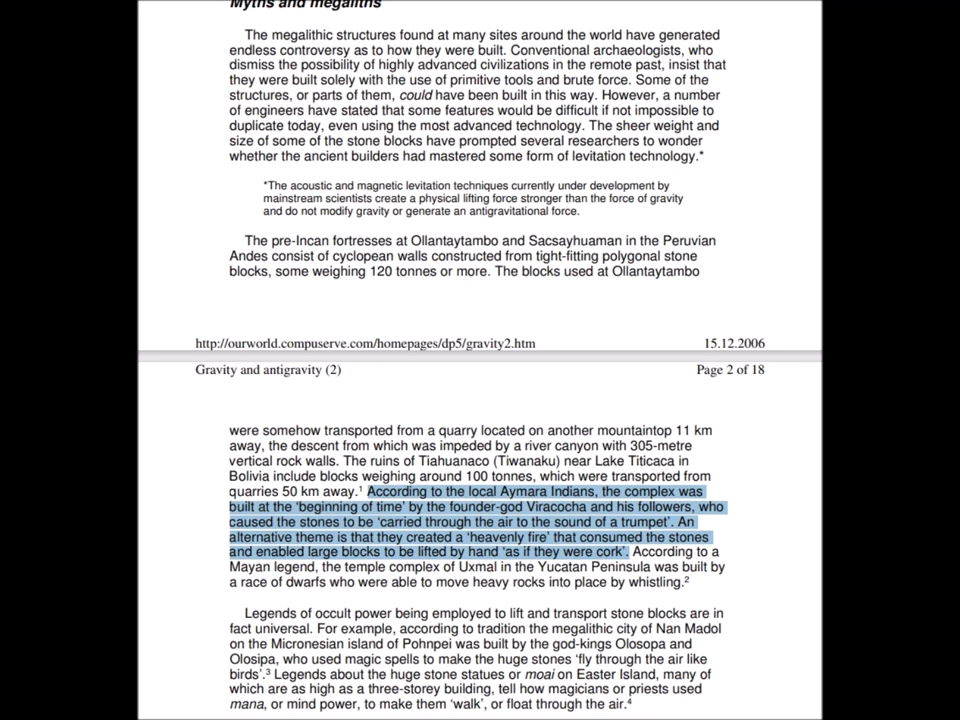 Myths and megaliths
The megalithic structures found at many sites around the world have generated
endless controversy as to how they were built. Conventional archaeologists, who
dismiss the possibility of highly advanced civilizations in the remote past, insist that
they were built solely with the use of primitive tools and brute force. Some of the
structures, or parts of them, could have been built in this way. However, a number
of engineers have stated that some features would be difficult if not impossible to
duplicate today, even using the most advanced technology. The sheer weight and
size of some of the stone blocks have prompted several researchers to wonder
whether the ancient builders had mastered some form of levitation technology.*
*The acoustic and magnetic levitation techniques currently under development by
mainstream scientists create a physical lifting force stronger than the force of gravity
and do not modify gravity or generate an antigravitational force.
The pre-Incan fortresses at Ollantaytambo and Sacsayhuaman in the Peruvian
Andes consist of cyclopean walls constructed from tight-fitting polygonal stone
blocks, some weighing 120 tonnes or more. The blocks used at Ollantaytambo
http://ourworld.compuserve.com/homepages/dp5/gravity2.htm 15.12.2006
Gravity and antigravity (2) Page 2 of 18
were somehow transported from a quarry located on another mountaintop 11 km
away, the descent from which was impeded by a river canyon with 305-metre
vertical rock walls. The ruins of Tiahuanaco (Tiwanaku) near Lake Titicaca in
Bolivia include blocks weighing around 100 tonnes, which were transported from
quarries 50 km away.¹ According to the local Aymara Indians, the complex was
built at the ‘beginning of time’ by the founder-god Viracocha and his followers, who
caused the stones to be ‘carried through the air to the sound of a trumpet’. An
alternative theme is that they created a ‘heavenly fire’ that consumed the stones
and enabled large blocks to be lifted by hand ‘as if they were cork’. According to a
Mayan legend, the temple complex of Uxmal in the Yucatan Peninsula was built by
a race of dwarfs who were able to move heavy rocks into place by whistling.²
Legends of occult power being employed to lift and transport stone blocks are in
fact universal. For example, according to tradition the megalithic city of Nan Madol
on the Micronesian island of Pohnpei was built by the god-kings Olosopa and
Olosipa, who used magic spells to make the huge stones ‘fly through the air like
birds’.³ Legends about the huge stone statues or moai on Easter Island, many of
which are as high as a three-storey building, tell how magicians or priests used
mana, or mind power, to make them ‘walk’, or float through the air.⁴